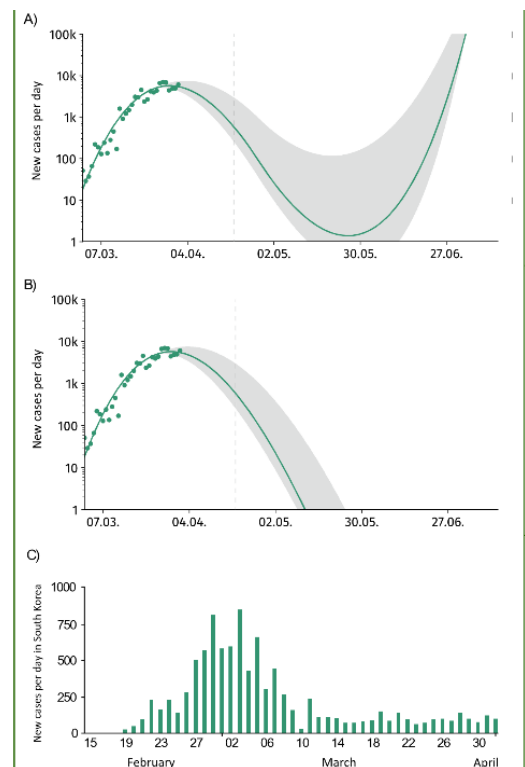 A)
New cases per day
100k
10k
1k
100
10
1
07.03. 04.04. 02.05. 30.05. 27.06.
B)
New cases per day
100k
10k
1k
100
10
1
07.03. 04.04. 02.05. 30.05. 27.06.
C)
New cases per day in South Korea
1000
750
500
250
0
15 19 23 27 02 06 10 14 18 22 26 30
February March April